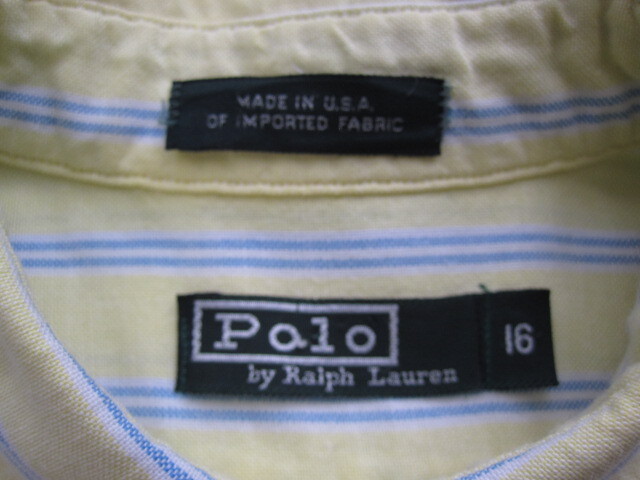 MADE IN U.S.A.
OF IMPORTED FABRIC
Polo
by Ralph Lauren
16